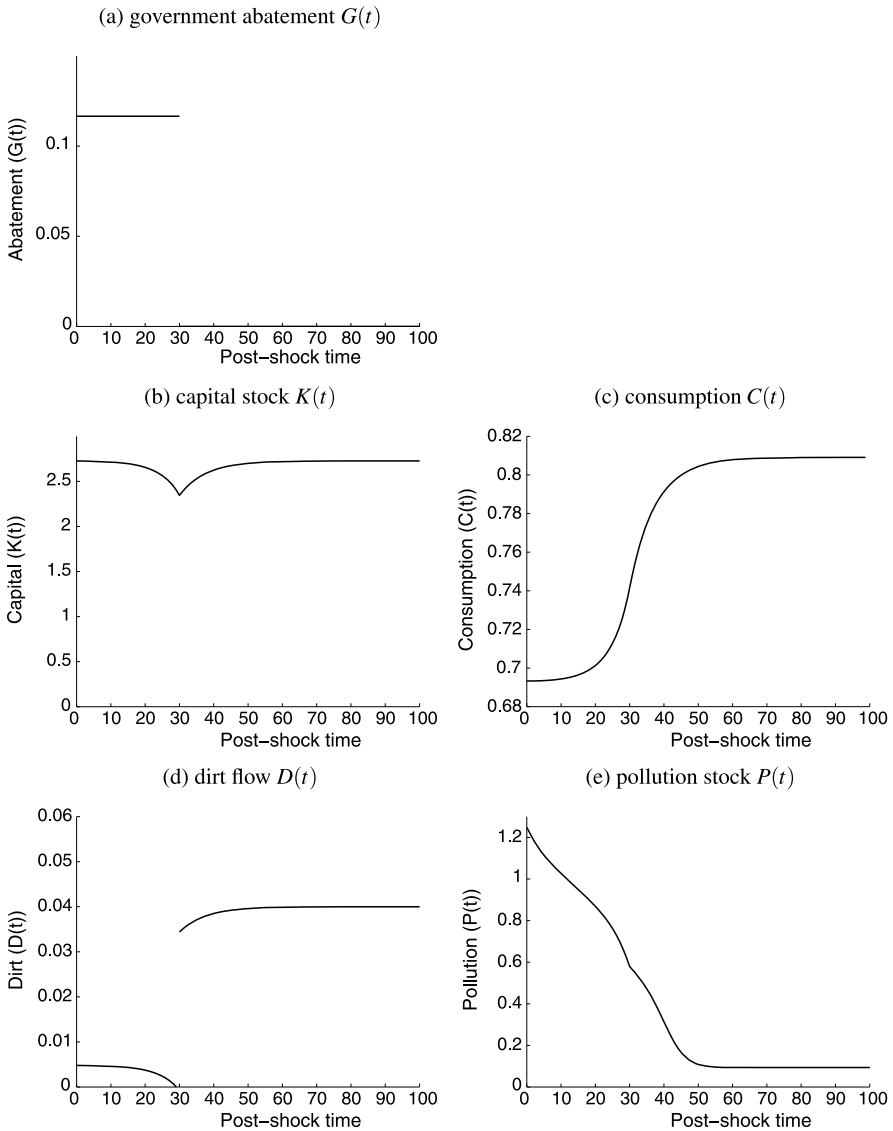 (a) government abatement G(t)
Abatement (G(t))
0.1
0.05
0
0 10 20 30 40 50 60 70 80 90 100
Post–shock time
(b) capital stock K(t)
Capital (K(t))
2.5
2
1.5
1
0.5
0
0 10 20 30 40 50 60 70 80 90 100
Post–shock time
(c) consumption C(t)
Consumption (C(t))
0.82
0.8
0.78
0.76
0.74
0.72
0.7
0.68
0 10 20 30 40 50 60 70 80 90 100
Post–shock time
(d) dirt flow D(t)
Dirt (D(t))
0.06
0.05
0.04
0.03
0.02
0.01
0
0 10 20 30 40 50 60 70 80 90 100
Post–shock time
(e) pollution stock P(t)
Pollution (P(t))
1.2
1
0.8
0.6
0.4
0.2
0
0 10 20 30 40 50 60 70 80 90 100
Post–shock time